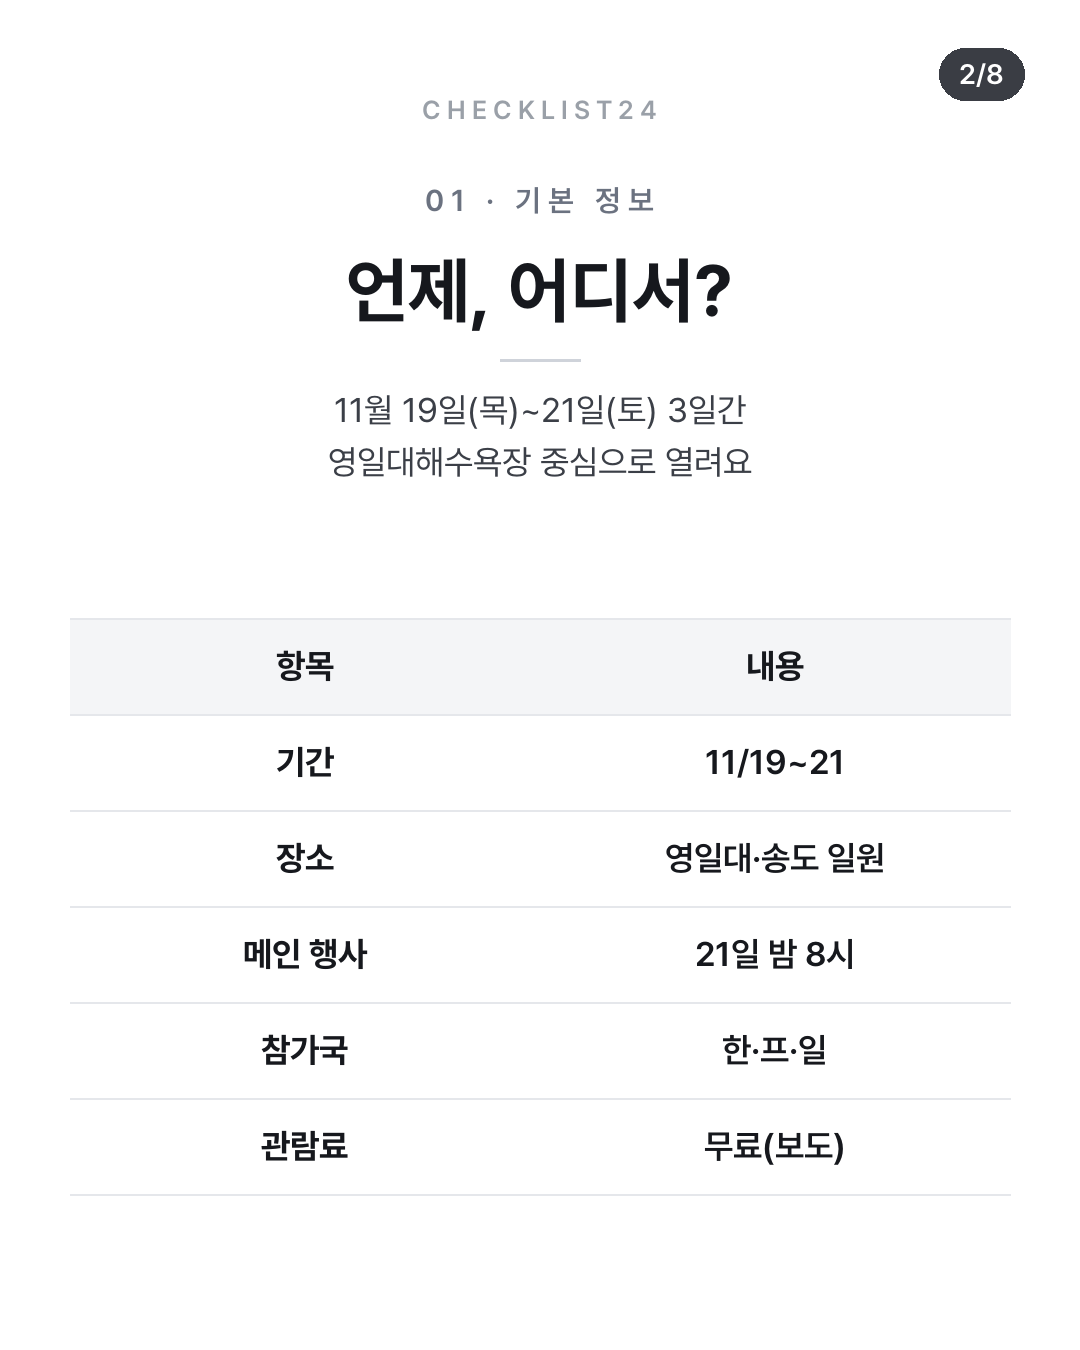 2/8
CHECKLIST24
01 · 기본 정보
언제, 어디서?
11월 19일(목)~21일(토) 3일간
영일대해수욕장 중심으로 열려요
항목 내용
기간 11/19~21
장소 영일대·송도 일원
메인 행사 21일 밤 8시
참가국 한·프·일
관람료 무료(보도)